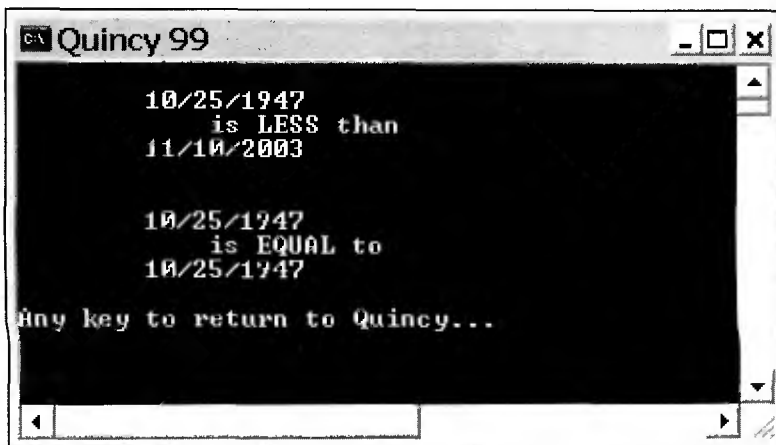 Quincy 99
10/25/1947
is LESS than
11/10/2003
10/25/1947
is EQUAL to
10/25/1947
Any key to return to Quincy...